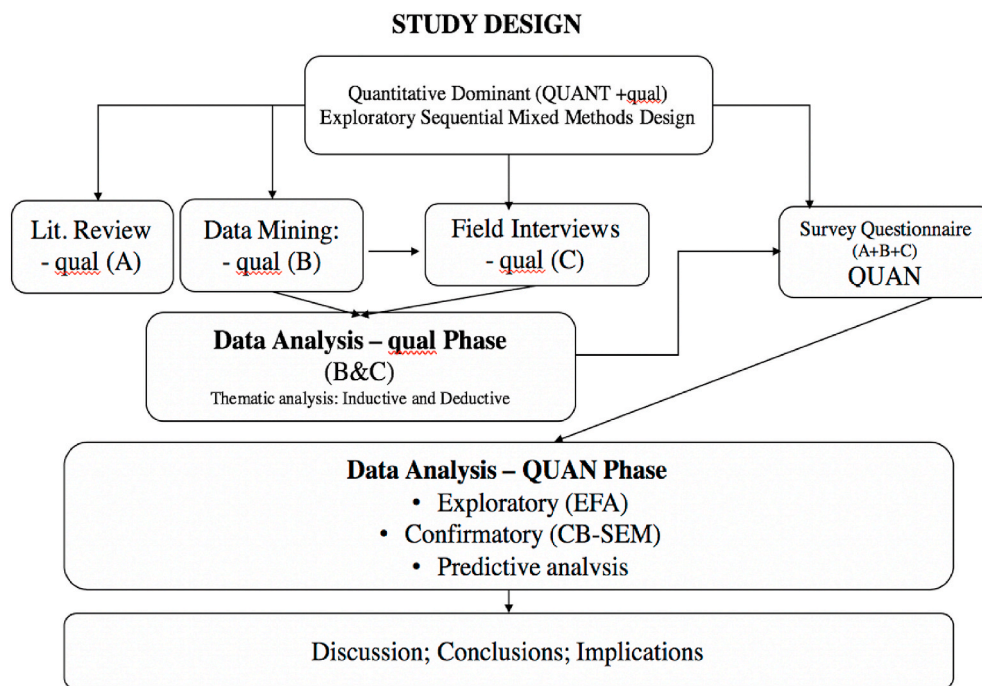 STUDY DESIGN
Quantitative Dominant (QUANT +qual)
Exploratory Sequential Mixed Methods Design
Lit. Review
- qual (A)
Data Mining:
- qual (B)
Field Interviews
- qual (C)
Survey Questionnaire
(A+B+C)
QUAN
Data Analysis – qual Phase
(B&C)
Thematic analysis: Inductive and Deductive
Data Analysis – QUAN Phase
• Exploratory (EFA)
• Confirmatory (CB-SEM)
• Predictive analysis
Discussion; Conclusions; Implications